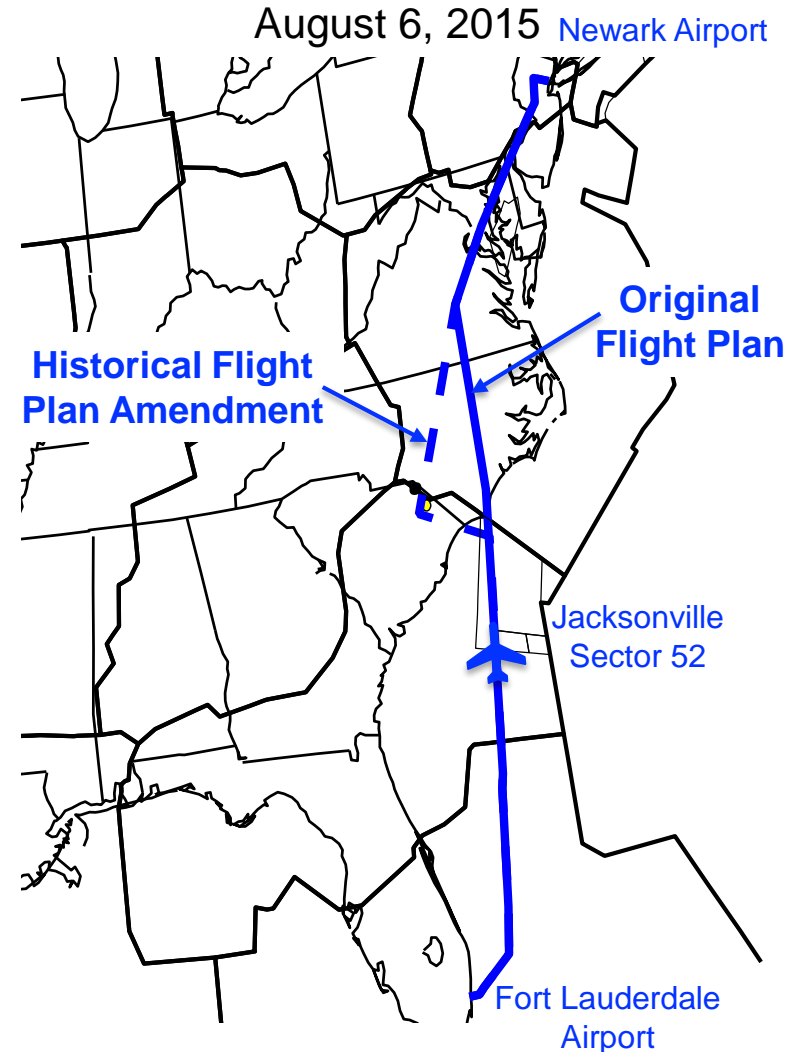 August 6, 2015
Newark Airport
Original
Flight Plan
Historical Flight
Plan Amendment
Jacksonville
Sector 52
Fort Lauderdale
Airport